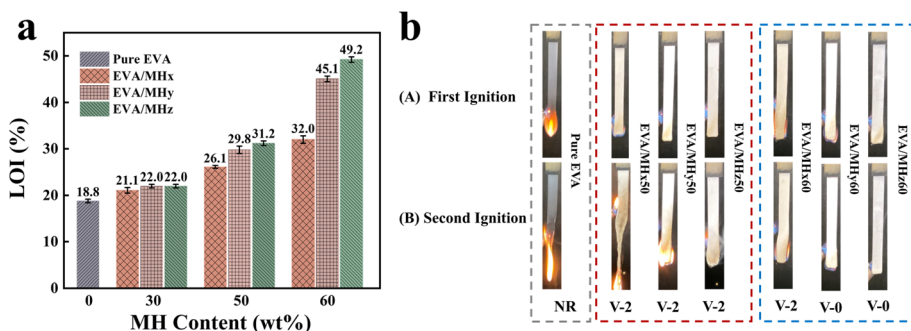 a
LOI (%)
50
40
30
20
10
0
Pure EVA
EVA/MHx
EVA/MHy
EVA/MHz
18.8
21.1
22.0
22.0
26.1
29.8
31.2
32.0
45.1
49.2
0
30
50
60
MH Content (wt%)
b
(A) First Ignition
(B) Second Ignition
Pure EVA
EVA/MHx50
EVA/MHy50
EVA/MHz50
EVA/MHx60
EVA/MHy60
EVA/MHz60
NR
V-2
V-2
V-2
V-2
V-0
V-0